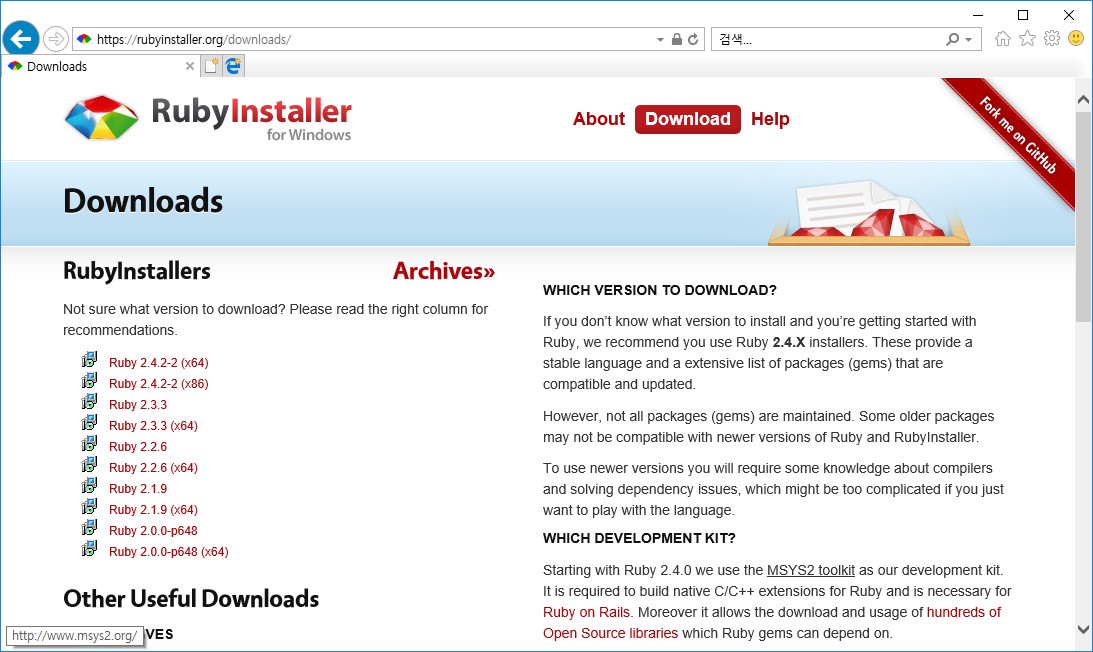 https://rubyinstaller.org/downloads/
검색...
Downloads
RubyInstaller
for Windows
About
Download
Help
Fork me on GitHub
Downloads
RubyInstallers
Archives»
Not sure what version to download? Please read the right column for
recommendations.
Ruby 2.4.2-2 (x64)
Ruby 2.4.2-2 (x86)
Ruby 2.3.3
Ruby 2.3.3 (x64)
Ruby 2.2.6
Ruby 2.2.6 (x64)
Ruby 2.1.9
Ruby 2.1.9 (x64)
Ruby 2.0.0-p648
Ruby 2.0.0-p648 (x64)
Other Useful Downloads
VES
http://www.msys2.org/
WHICH VERSION TO DOWNLOAD?
If you don’t know what version to install and you’re getting started with
Ruby, we recommend you use Ruby 2.4.X installers. These provide a
stable language and a extensive list of packages (gems) that are
compatible and updated.
However, not all packages (gems) are maintained. Some older packages
may not be compatible with newer versions of Ruby and RubyInstaller.
To use newer versions you will require some knowledge about compilers
and solving dependency issues, which might be too complicated if you just
want to play with the language.
WHICH DEVELOPMENT KIT?
Starting with Ruby 2.4.0 we use the MSYS2 toolkit as our development kit.
It is required to build native C/C++ extensions for Ruby and is necessary for
Ruby on Rails. Moreover it allows the download and usage of hundreds of
Open Source libraries which Ruby gems can depend on.